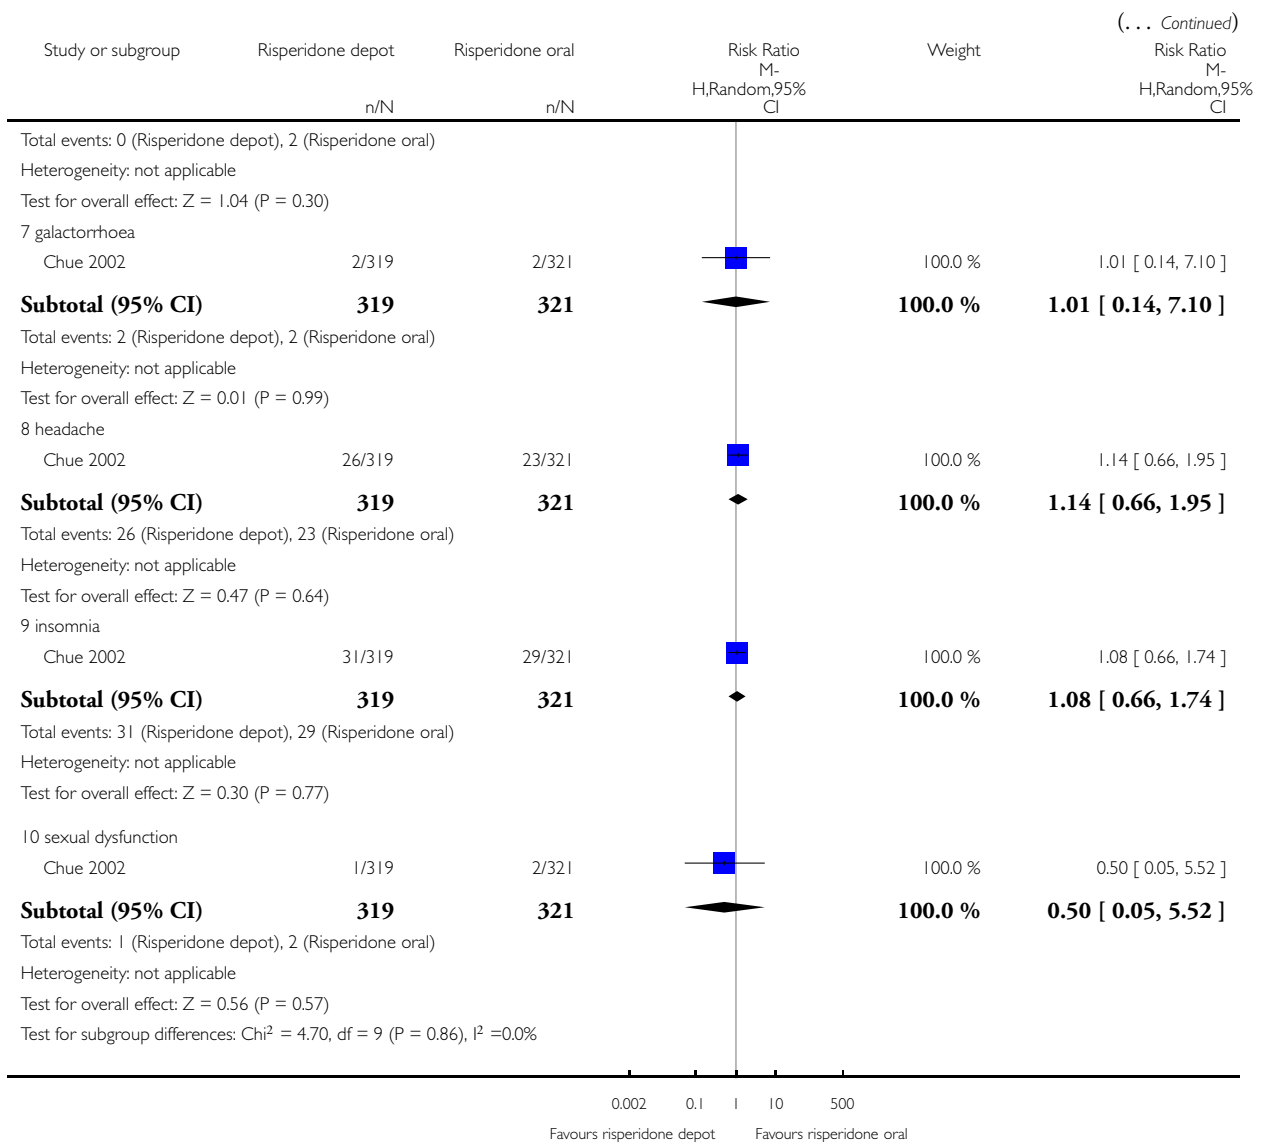 (... Continued)
Study or subgroup Risperidone depot Risperidone oral Risk Ratio Weight Risk Ratio
M- M-
H,Random,95% H,Random,95%
n/N n/N CI CI
Total events: 0 (Risperidone depot), 2 (Risperidone oral)
Heterogeneity: not applicable
Test for overall effect: Z = 1.04 (P = 0.30)
7 galactorrhoea
Chue 2002 2/319 2/321 100.0 % 1.01 [ 0.14, 7.10 ]
Subtotal (95% CI) 319 321 100.0 % 1.01 [ 0.14, 7.10 ]
Total events: 2 (Risperidone depot), 2 (Risperidone oral)
Heterogeneity: not applicable
Test for overall effect: Z = 0.01 (P = 0.99)
8 headache
Chue 2002 26/319 23/321 100.0 % 1.14 [ 0.66, 1.95 ]
Subtotal (95% CI) 319 321 100.0 % 1.14 [ 0.66, 1.95 ]
Total events: 26 (Risperidone depot), 23 (Risperidone oral)
Heterogeneity: not applicable
Test for overall effect: Z = 0.47 (P = 0.64)
9 insomnia
Chue 2002 31/319 29/321 100.0 % 1.08 [ 0.66, 1.74 ]
Subtotal (95% CI) 319 321 100.0 % 1.08 [ 0.66, 1.74 ]
Total events: 31 (Risperidone depot), 29 (Risperidone oral)
Heterogeneity: not applicable
Test for overall effect: Z = 0.30 (P = 0.77)
10 sexual dysfunction
Chue 2002 1/319 2/321 100.0 % 0.50 [ 0.05, 5.52 ]
Subtotal (95% CI) 319 321 100.0 % 0.50 [ 0.05, 5.52 ]
Total events: 1 (Risperidone depot), 2 (Risperidone oral)
Heterogeneity: not applicable
Test for overall effect: Z = 0.56 (P = 0.57)
Test for subgroup differences: Chi² = 4.70, df = 9 (P = 0.86), I² =0.0%
0.002 0.1 1 10 500
Favours risperidone depot Favours risperidone oral